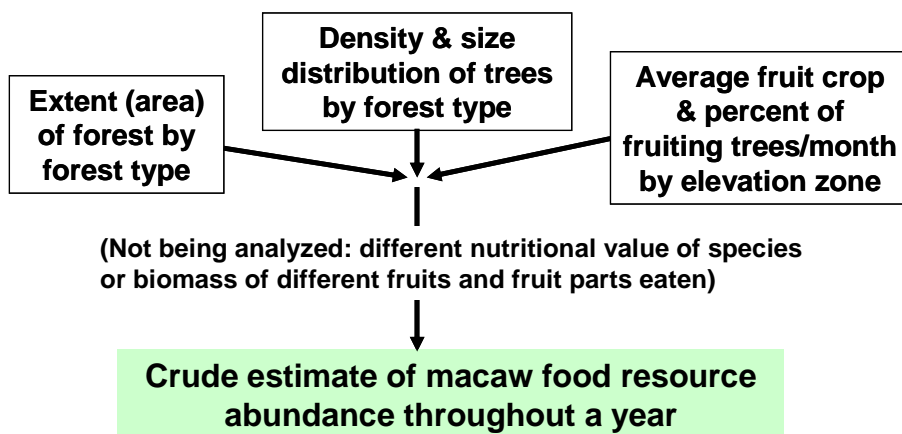 Extent (area)
of forest by
forest type
Density & size
distribution of trees
by forest type
Average fruit crop
& percent of
fruiting trees/month
by elevation zone
(Not being analyzed: different nutritional value of species
or biomass of different fruits and fruit parts eaten)
Crude estimate of macaw food resource
abundance throughout a year